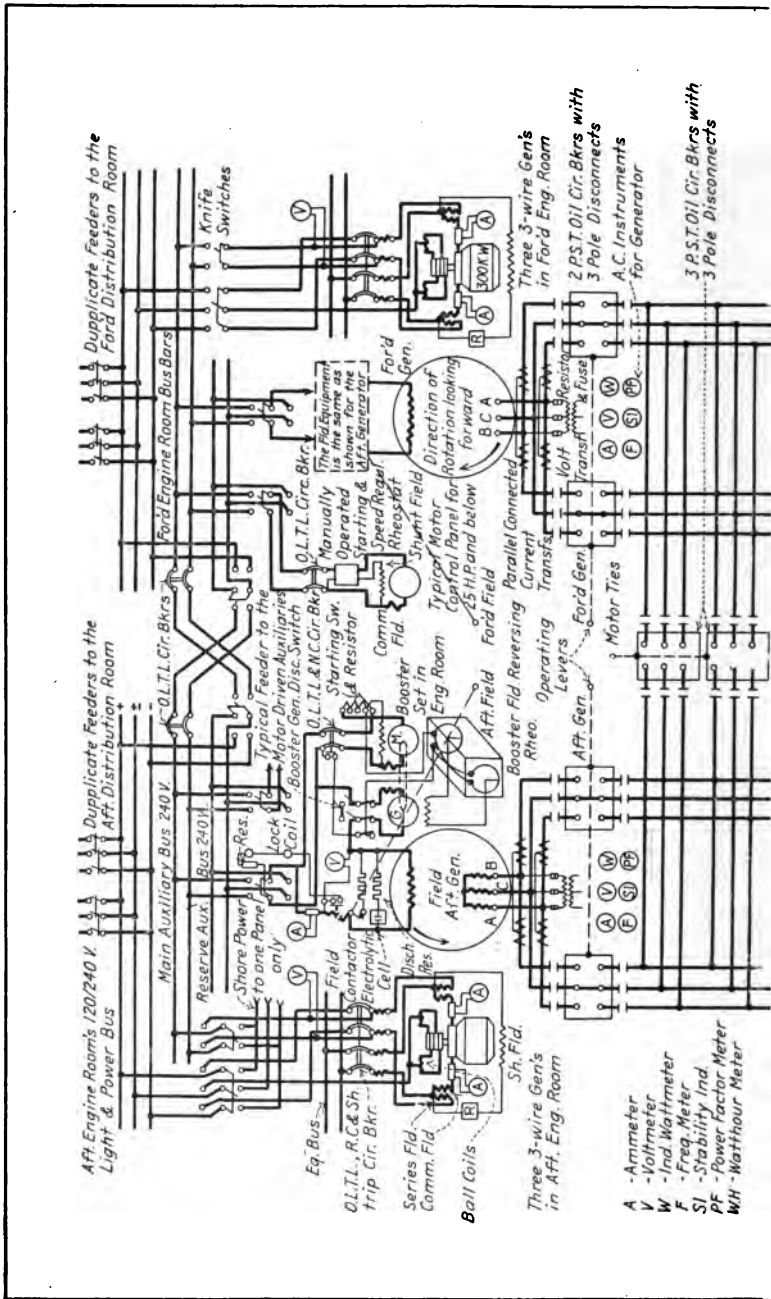 Aft. Engine Room's 120/240 V.
Light & Power Bus
Dupplicate Feeders to the
Aft. Distribution Room
Dupplicate Feeders to the
Ford Distribution Room
+
±
-
Main Auxiliary Bus 240 V.
Reserve Aux. Bus 240V.
O.L.T.L. Cir. Bkrs
Ford Engine Room Bus Bars
Knife
Switches
Shore Power
to one Panel
only
Res.
Lock
Coil
Typical Feeder to the
Motor Driven Auxiliaries
Booster Gen. Disc. Switch
O.L.T.L. & N.C. Cir. Bkr
Starting Sw.
& Resistor
O.L.T.L. Circ. Bkr.
Manually
Operated
Starting &
Speed Regul.
Rheostat
Shunt Field
Comm.
Fld.
Typical Motor
Control Panel for
25 H.P. and below
The Fld. Equipment
is the same as
shown for the
Aft. Generator
Ford
Gen.
Eq. Bus
V
A
V
V
O.L.T.L., R.C. & Sh.
trip Cir. Bkr.
Field
Contactor
Electrolytic
Cell
Disch
Res.
Series Fld.
Comm. Fld
Ball Coils
R
A
A
Sh. Fld.
G.
M.
Booster
Set in
Eng Room
Aft. Field
Ford Field
Booster Fld Reversing
Rheo.
300KW
R
A
A
Field
Aft Gen.
A
B
C
Direction of
Rotation looking
forward
B C A
Three 3-wire Gen's
in Aft. Eng. Room
Three 3-wire Gen's
in Ford Eng. Room
Parallel Connected
Current
Transfs.
Volt
Transf.
Resistor
& Fuse
2 P.S.T. Oil Cir. Bkrs with
3 Pole Disconnects
A.C. Instruments
for Generator
A V W
F SI PF
A V W
F SI PF
Operating
Levers
Aft. Gen.
Ford Gen.
Motor Ties
3 P.S.T. Oil Cir. Bkrs with
3 Pole Disconnects
A - Ammeter
V - Voltmeter
W - Ind. Wattmeter
F - Freq. Meter
SI - Stability Ind.
PF - Power Factor Meter
W.H - Watthour Meter